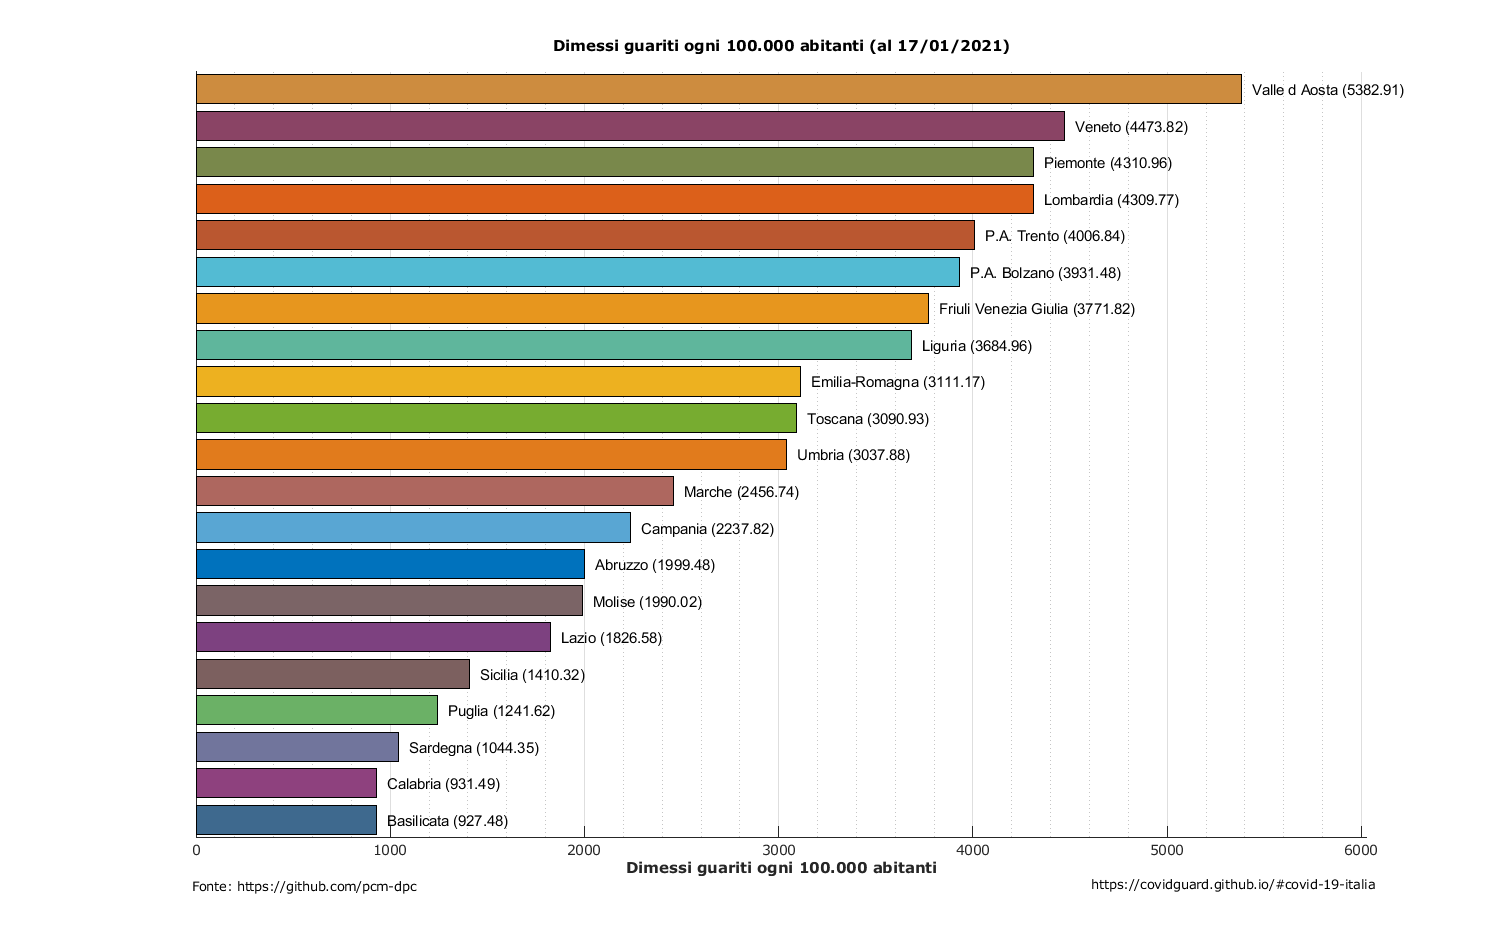 Dimessi guariti ogni 100.000 abitanti (al 17/01/2021)
Valle d Aosta (5382.91)
Veneto (4473.82)
Piemonte (4310.96)
Lombardia (4309.77)
P.A. Trento (4006.84)
P.A. Bolzano (3931.48)
Friuli Venezia Giulia (3771.82)
Liguria (3684.96)
Emilia-Romagna (3111.17)
Toscana (3090.93)
Umbria (3037.88)
Marche (2456.74)
Campania (2237.82)
Abruzzo (1999.48)
Molise (1990.02)
Lazio (1826.58)
Sicilia (1410.32)
Puglia (1241.62)
Sardegna (1044.35)
Calabria (931.49)
Basilicata (927.48)
0 1000 2000 3000 4000 5000 6000
Dimessi guariti ogni 100.000 abitanti
Fonte: https://github.com/pcm-dpc
https://covidguard.github.io/#covid-19-italia